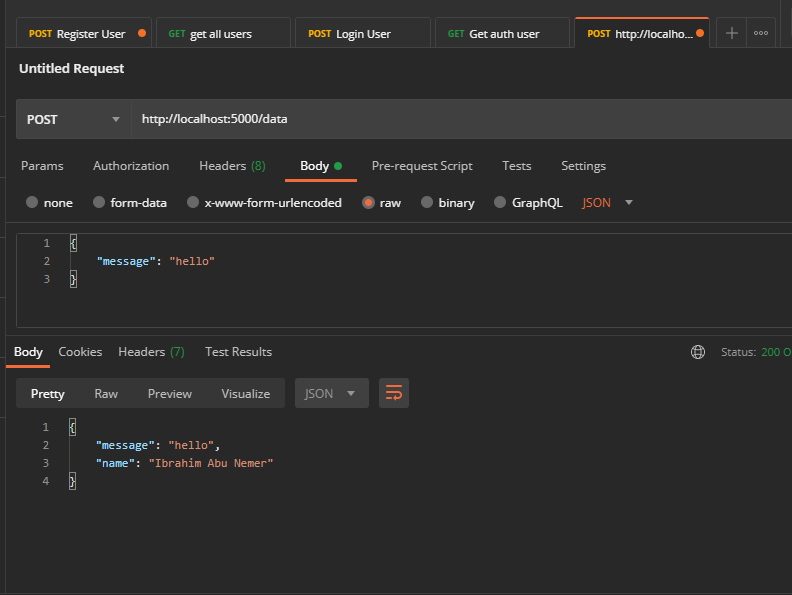 POST Register User GET get all users POST Login User GET Get auth user POST http://localho...
Untitled Request
POST http://localhost:5000/data
Params Authorization Headers (8) Body Pre-request Script Tests Settings
none form-data x-www-form-urlencoded raw binary GraphQL JSON
1 {
2 "message": "hello"
3 }
Body Cookies Headers (7) Test Results Status: 200 O
Pretty Raw Preview Visualize JSON
1 {
2 "message": "hello",
3 "name": "Ibrahim Abu Nemer"
4 }